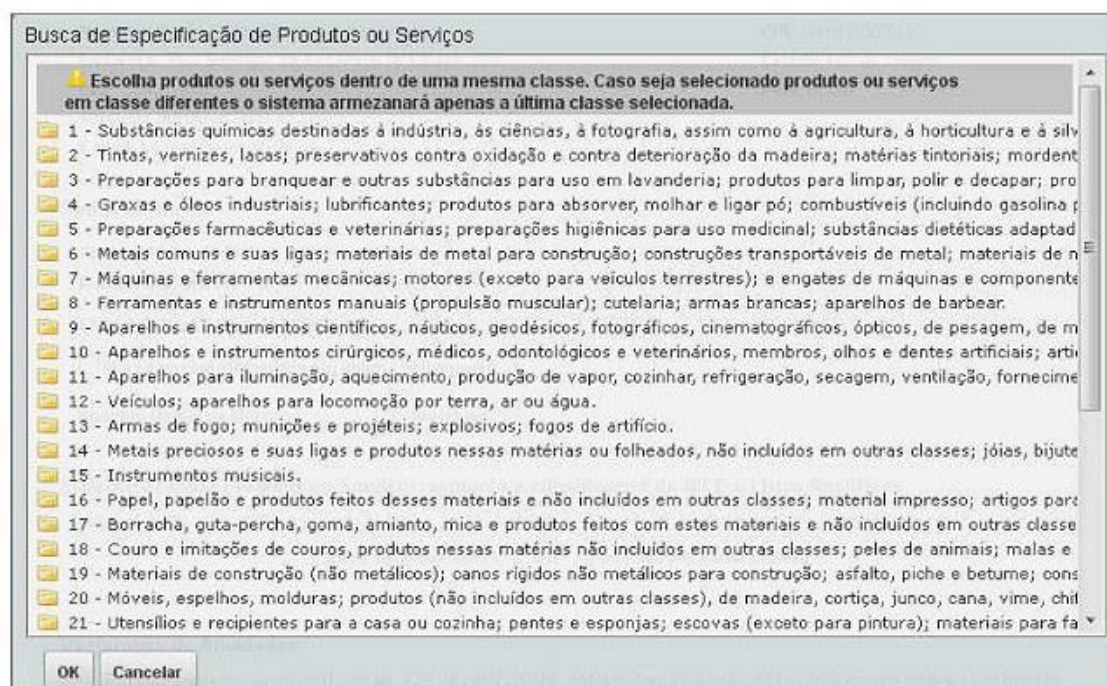 Busca de Especificação de Produtos ou Serviços
Escolha produtos ou serviços dentro de uma mesma classe. Caso seja selecionado produtos ou serviços
em classe diferentes o sistema armezanará apenas a última classe selecionada.
1 - Substâncias químicas destinadas à indústria, às ciências, à fotografia, assim como à agricultura, à horticultura e à silv
2 - Tintas, vernizes, lacas; preservativos contra oxidação e contra deterioração da madeira; matérias tintoriais; mordent
3 - Preparações para branquear e outras substâncias para uso em lavanderia; produtos para limpar, polir e decapar; pro
4 - Graxas e óleos industriais; lubrificantes; produtos para absorver, molhar e ligar pó; combustíveis (incluindo gasolina p
5 - Preparações farmacêuticas e veterinárias; preparações higiênicas para uso medicinal; substâncias dietéticas adaptad
6 - Metais comuns e suas ligas; materiais de metal para construção; construções transportáveis de metal; materiais de n
7 - Máquinas e ferramentas mecânicas; motores (exceto para veículos terrestres); e engates de máquinas e componente
8 - Ferramentas e instrumentos manuais (propulsão muscular); cutelaria; armas brancas; aparelhos de barbear.
9 - Aparelhos e instrumentos científicos, náuticos, geodésicos, fotográficos, cinematográficos, ópticos, de pesagem, de m
10 - Aparelhos e instrumentos cirúrgicos, médicos, odontológicos e veterinários, membros, olhos e dentes artificiais; arti
11 - Aparelhos para iluminação, aquecimento, produção de vapor, cozinhar, refrigeração, secagem, ventilação, fornecime
12 - Veículos; aparelhos para locomoção por terra, ar ou água.
13 - Armas de fogo; munições e projéteis; explosivos; fogos de artifício.
14 - Metais preciosos e suas ligas e produtos nessas matérias ou folheados, não incluídos em outras classes; jóias, bijute
15 - Instrumentos musicais.
16 - Papel, papelão e produtos feitos desses materiais e não incluídos em outras classes; material impresso; artigos para
17 - Borracha, guta-percha, goma, amianto, mica e produtos feitos com estes materiais e não incluídos em outras classe
18 - Couro e imitações de couros, produtos nessas matérias não incluídos em outras classes; peles de animais; malas e
19 - Materiais de construção (não metálicos); canos rígidos não metálicos para construção; asfalto, piche e betume; cons
20 - Móveis, espelhos, molduras; produtos (não incluídos em outras classes), de madeira, cortiça, junco, cana, vime, chif
21 - Utensílios e recipientes para a casa ou cozinha; pentes e esponjas; escovas (exceto para pintura); materiais para fa
OK Cancelar